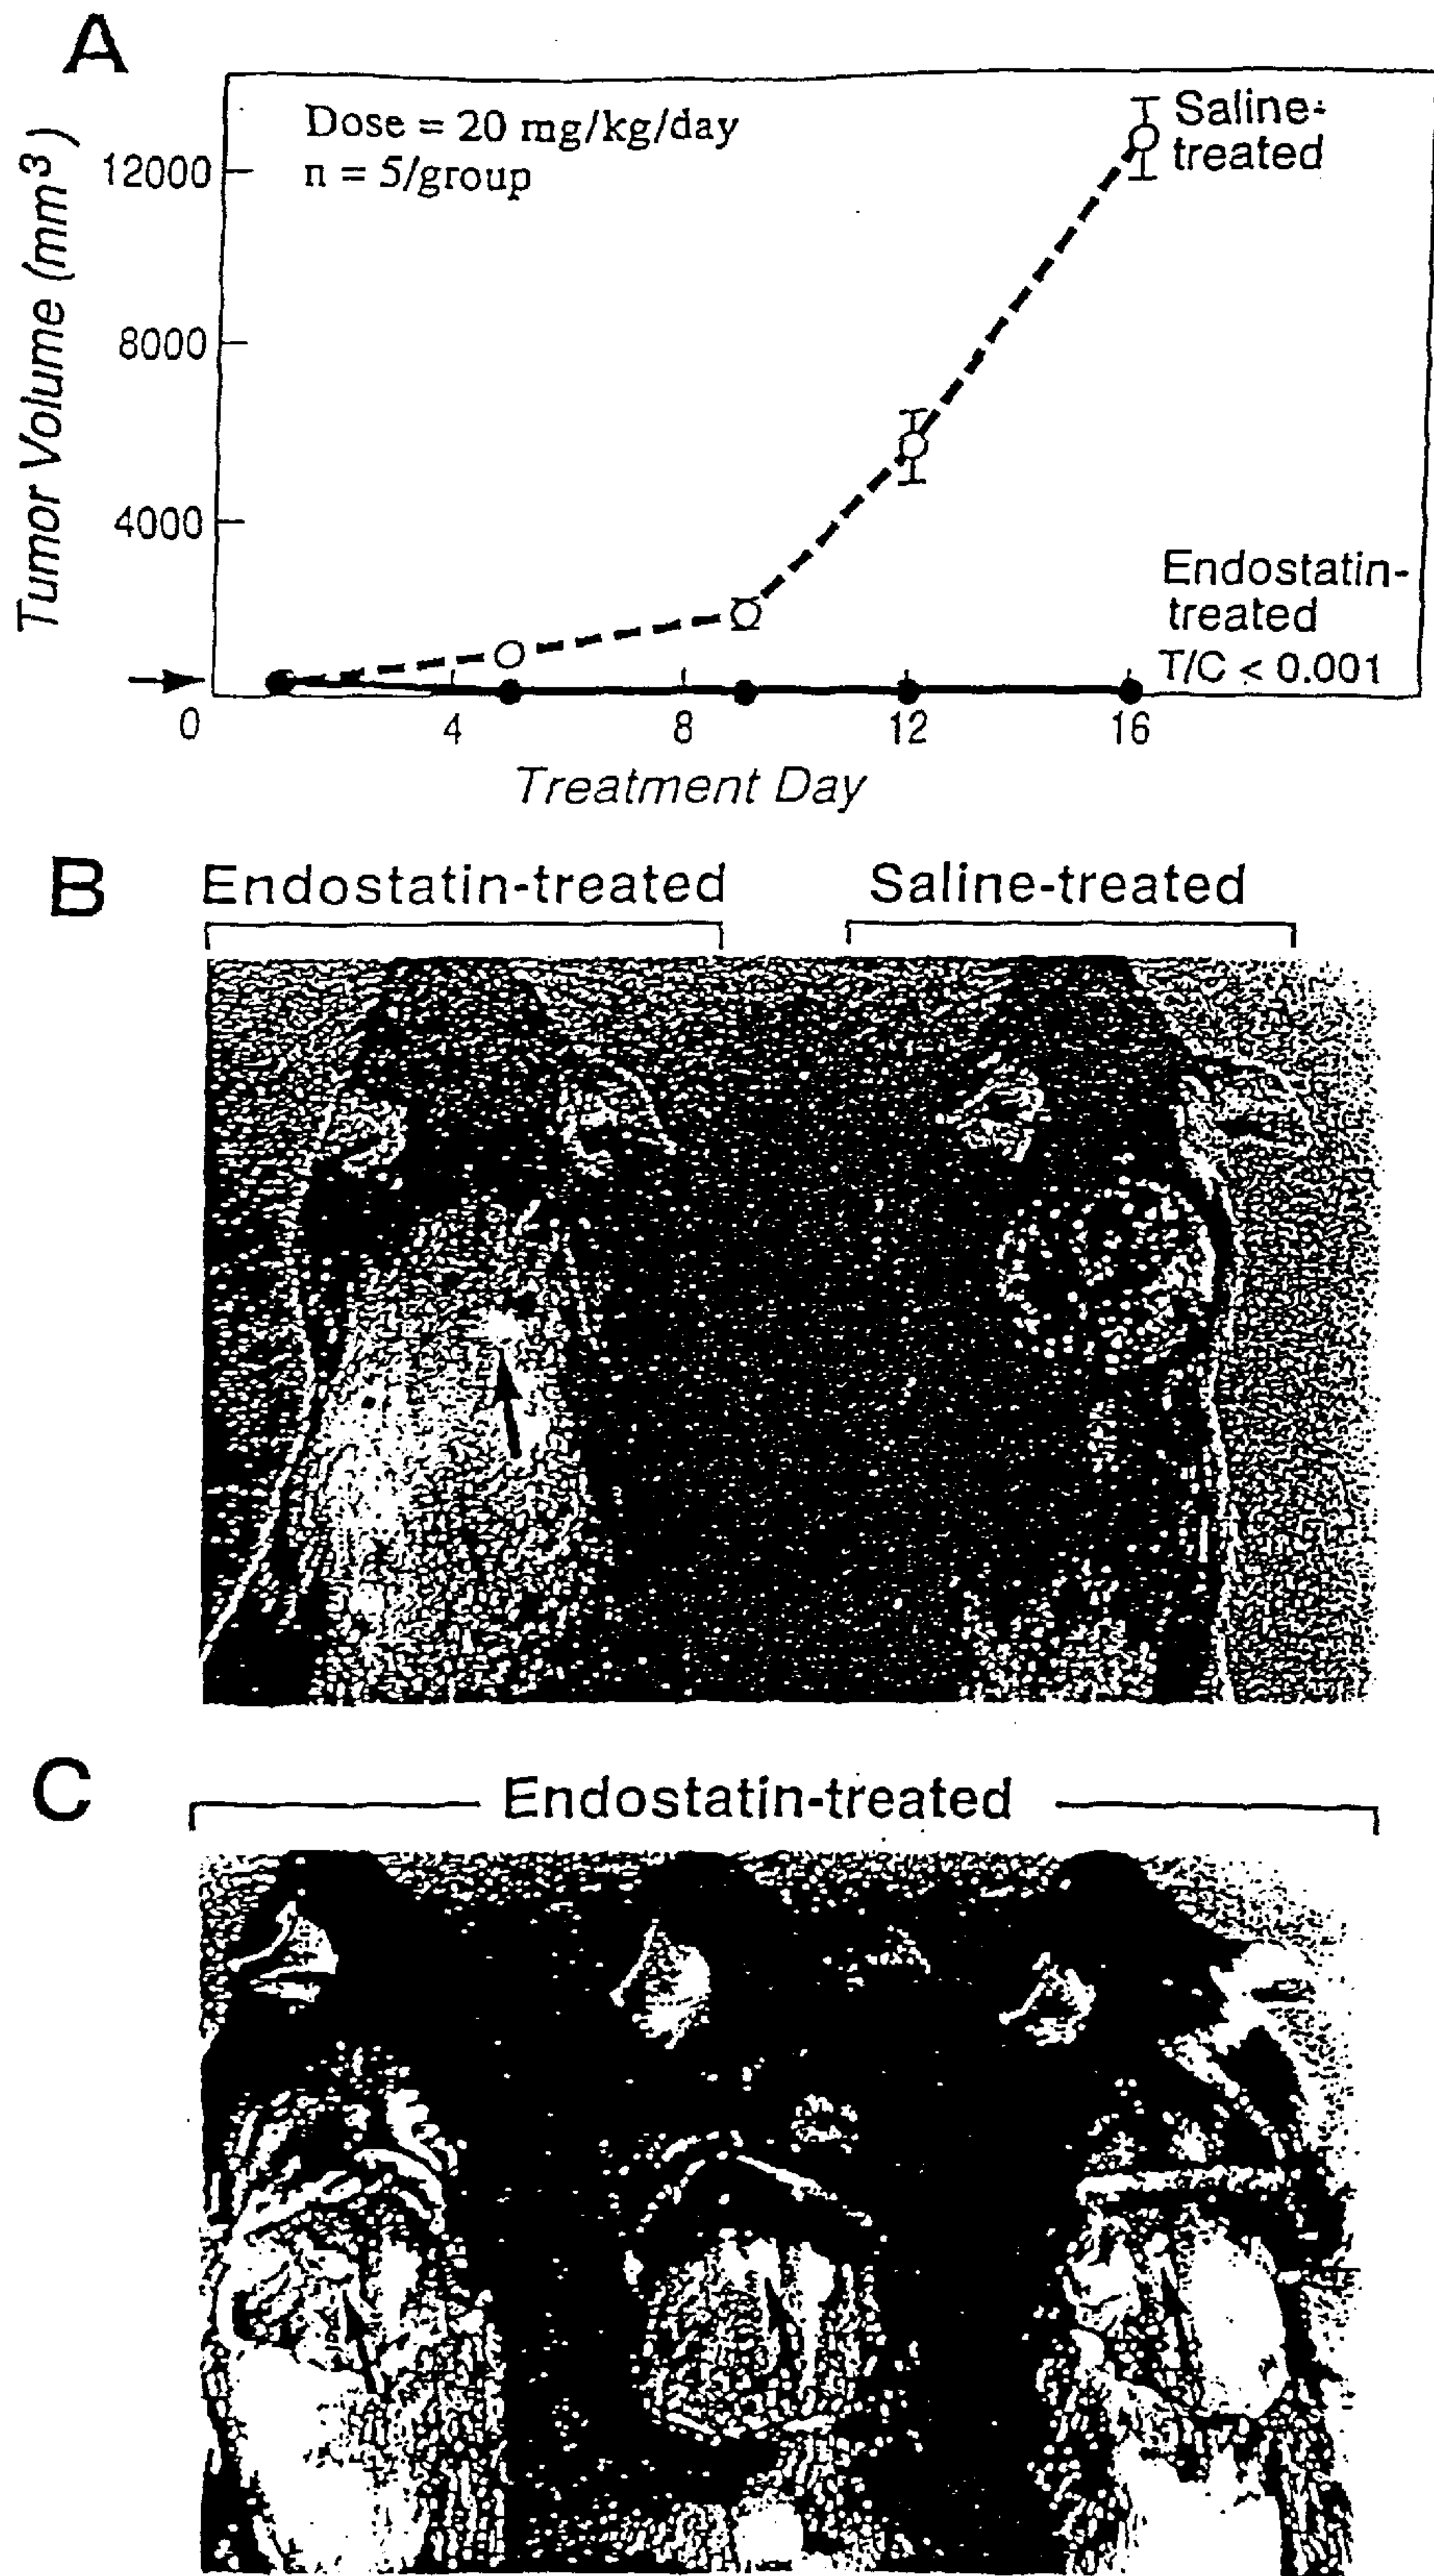 A
Dose = 20 mg/kg/day
n = 5/group
Saline-
treated
Tumor Volume (mm³)
12000
8000
4000
Endostatin-
treated
T/C < 0.001
0 4 8 12 16
Treatment Day
B
Endostatin-treated Saline-treated
C
Endostatin-treated